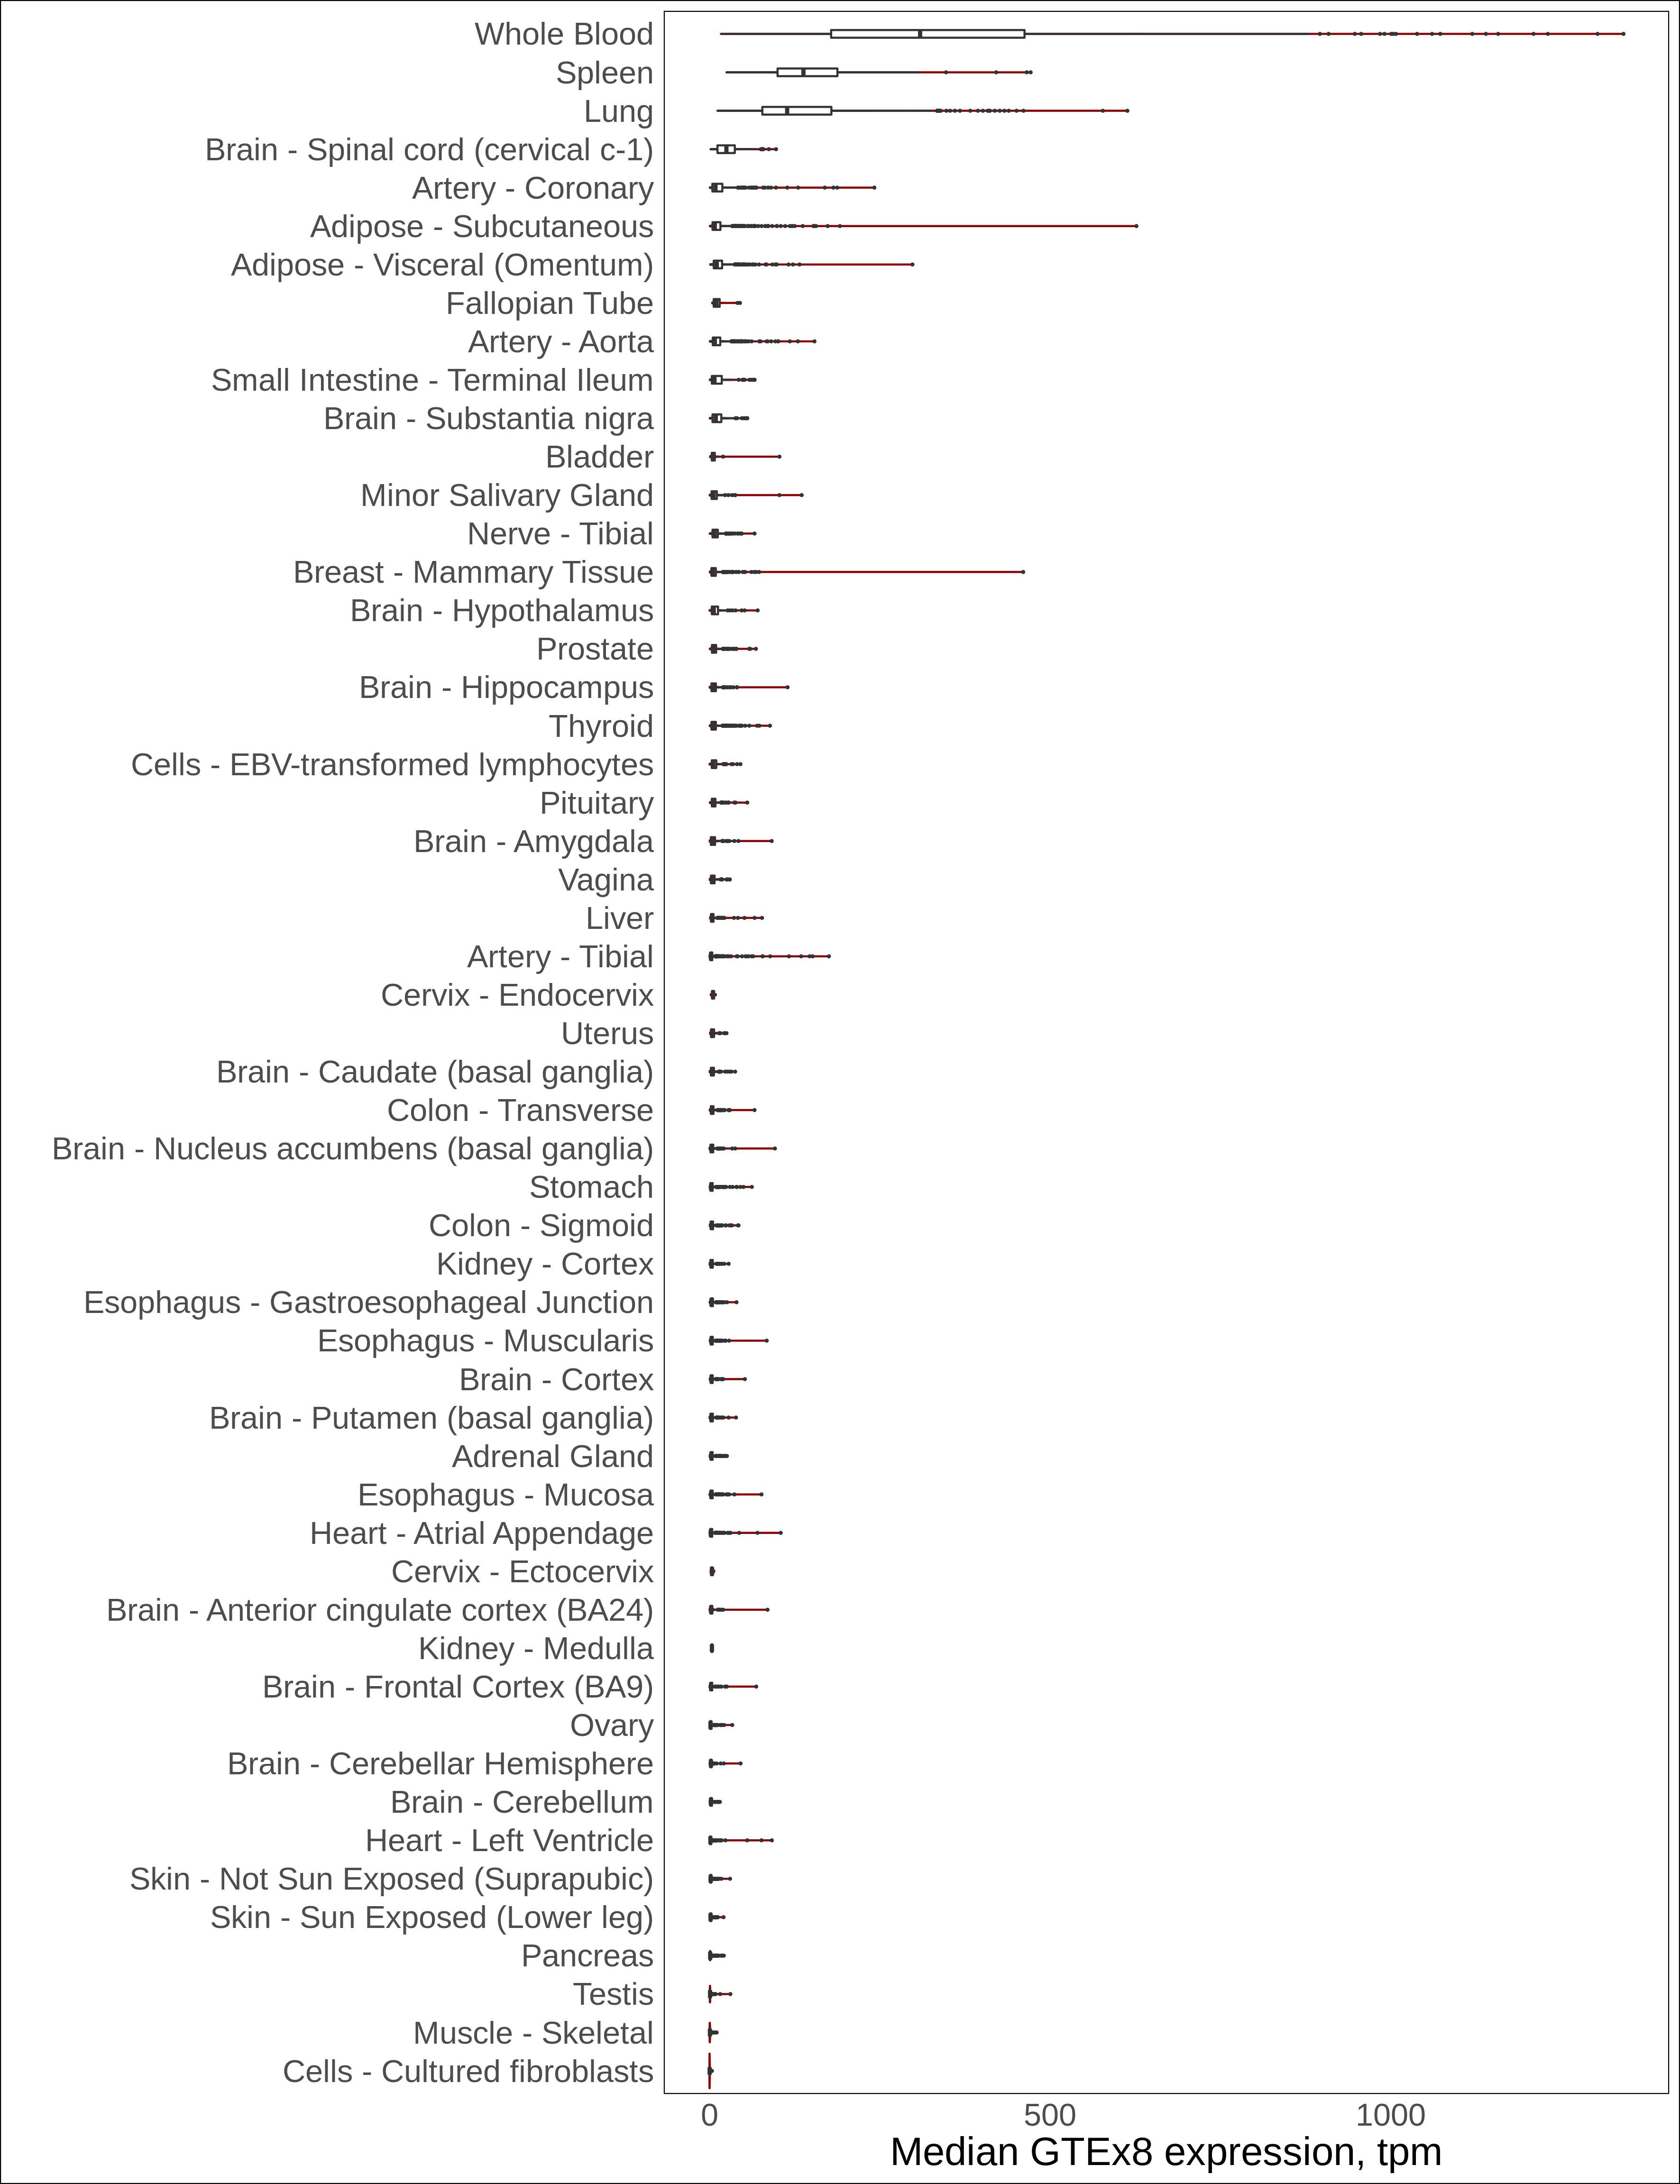 Whole Blood
Spleen
Lung
Brain - Spinal cord (cervical c-1)
Artery - Coronary
Adipose - Subcutaneous
Adipose - Visceral (Omentum)
Fallopian Tube
Artery - Aorta
Small Intestine - Terminal Ileum
Brain - Substantia nigra
Bladder
Minor Salivary Gland
Nerve - Tibial
Breast - Mammary Tissue
Brain - Hypothalamus
Prostate
Brain - Hippocampus
Thyroid
Cells - EBV-transformed lymphocytes
Pituitary
Brain - Amygdala
Vagina
Liver
Artery - Tibial
Cervix - Endocervix
Uterus
Brain - Caudate (basal ganglia)
Colon - Transverse
Brain - Nucleus accumbens (basal ganglia)
Stomach
Colon - Sigmoid
Kidney - Cortex
Esophagus - Gastroesophageal Junction
Esophagus - Muscularis
Brain - Cortex
Brain - Putamen (basal ganglia)
Adrenal Gland
Esophagus - Mucosa
Heart - Atrial Appendage
Cervix - Ectocervix
Brain - Anterior cingulate cortex (BA24)
Kidney - Medulla
Brain - Frontal Cortex (BA9)
Ovary
Brain - Cerebellar Hemisphere
Brain - Cerebellum
Heart - Left Ventricle
Skin - Not Sun Exposed (Suprapubic)
Skin - Sun Exposed (Lower leg)
Pancreas
Testis
Muscle - Skeletal
Cells - Cultured fibroblasts
0 500 1000
Median GTEx8 expression, tpm